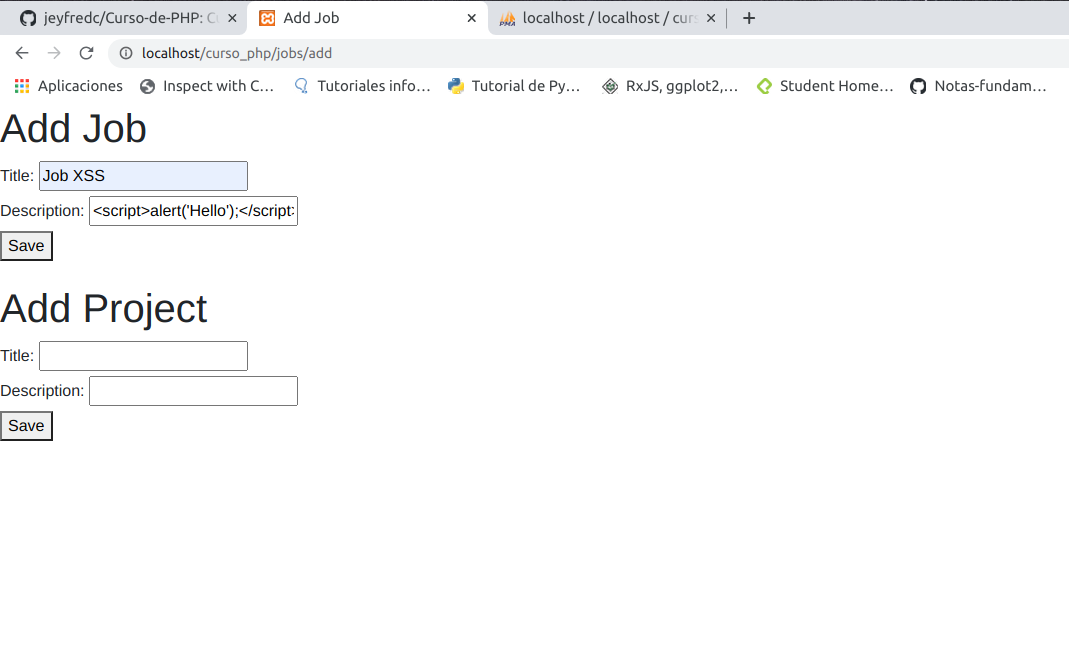 jeyfredc/Curso-de-PHP: C
Add Job
localhost / localhost / curs
localhost/curso_php/jobs/add
Aplicaciones
Inspect with C...
Tutoriales info...
Tutorial de Py...
RxJS, ggplot2,...
Student Home...
Notas-fundam...
Add Job
Title: Job XSS
Description: <script>alert('Hello');</script>
Save
Add Project
Title:
Description:
Save